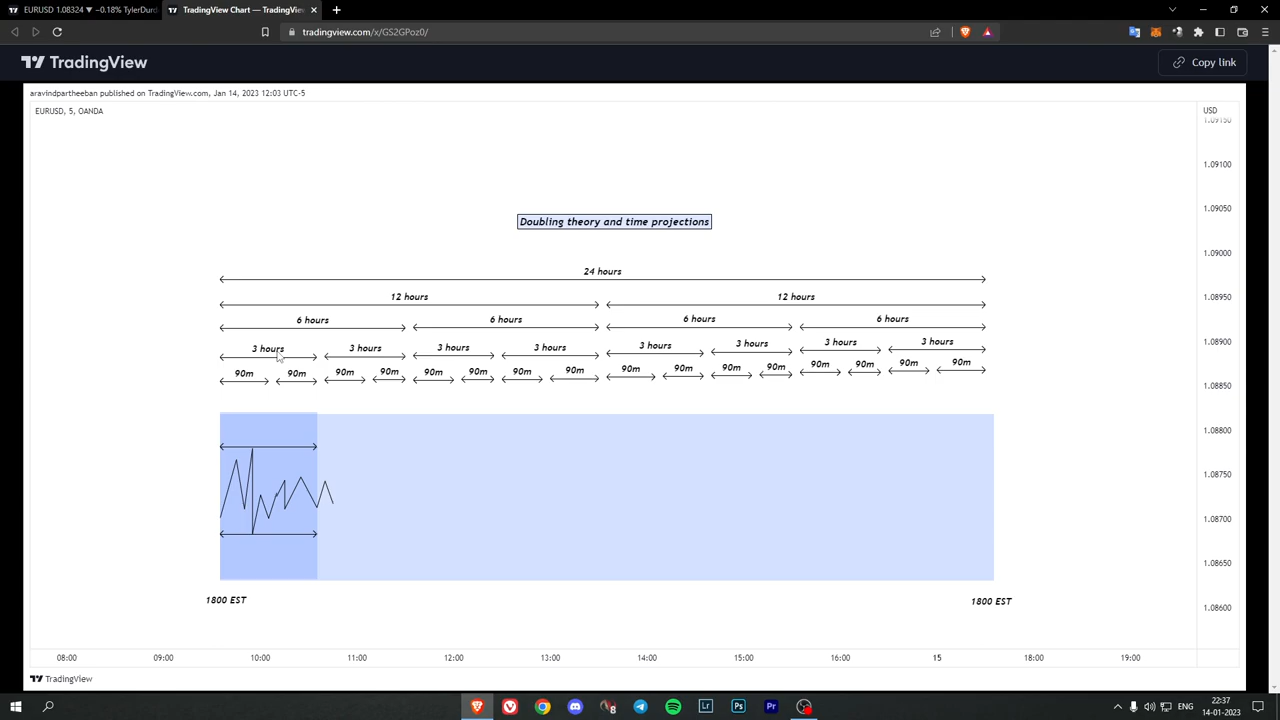 EURUSD 1.08324 ▼ −0.18% TylerDurd
TradingView Chart — TradingView
tradingview.com/x/GS2GPoz0/
TradingView
Copy link
aravindpartheeban published on TradingView.com, Jan 14, 2023 12:03 UTC-5
EURUSD, 5, OANDA
USD
1.09150
1.09100
1.09050
1.09000
1.08950
1.08900
1.08850
1.08800
1.08750
1.08700
1.08650
1.08600
Doubling theory and time projections
24 hours
12 hours 12 hours
6 hours 6 hours 6 hours 6 hours
3 hours 3 hours 3 hours 3 hours 3 hours 3 hours 3 hours 3 hours
90m 90m 90m 90m 90m 90m 90m 90m 90m 90m 90m 90m 90m 90m 90m 90m
1800 EST 1800 EST
08:00 09:00 10:00 11:00 12:00 13:00 14:00 15:00 16:00 15 18:00 19:00
TradingView
Lr Ps Pr
ENG
22:37
14-01-2023